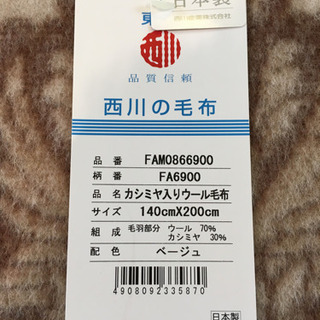 東
日本製
西川
品質信頼
西川の毛布
品 番 FAM0866900
柄 番 FA6900
品 名 カシミヤ入りウール毛布
サイズ 140cmX200cm
組 成 毛羽部分 ウール 70%
カシミヤ 30%
配 色 ベージュ
4908092335870
日本製